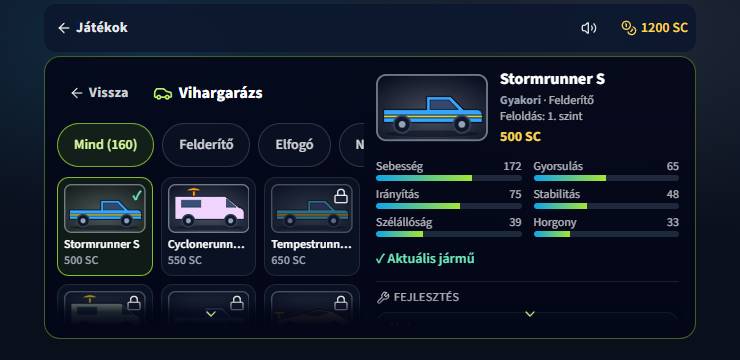 Játékok
1200 SC
Vissza
Vihargarázs
Mind (160)
Felderítő
Elfogó
N
Stormrunner S
500 SC
Cyclonerunn...
550 SC
Tempestrunn...
650 SC
Stormrunner S
Gyakori · Felderítő
Feloldás: 1. szint
500 SC
Sebesség 172
Gyorsulás 65
Irányítás 75
Stabilitás 48
Szélállóság 39
Horgony 33
✓ Aktuális jármű
FEJLESZTÉS